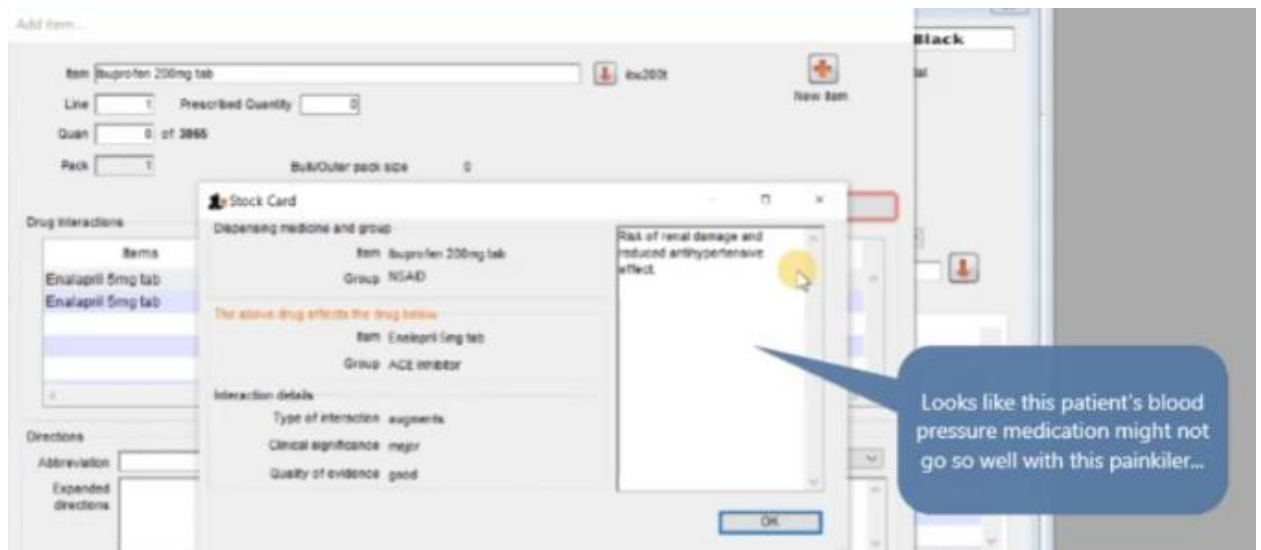 Add item...
Black
Item Ibuprofen 200mg tab ibu200t
New item
Line 1 Prescribed Quantity 0
Quan 0 of 3865
Pack 1 Bulk/Outer pack size 0
Stock Card
Drug Interactions
Items
Enalapril 5mg tab
Enalapril 5mg tab
Dispensing medicine and group
Item Ibuprofen 200mg tab
Group NSAID
The above drug affects the drug below
Item Enalapril 5mg tab
Group ACE inhibitor
Interaction details
Type of interaction augments
Clinical significance major
Quality of evidence good
Risk of renal damage and
reduced antihypertensive
effect.
OK
Directions
Abbreviation
Expanded
directions
Looks like this patient's blood
pressure medication might not
go so well with this painkiler...